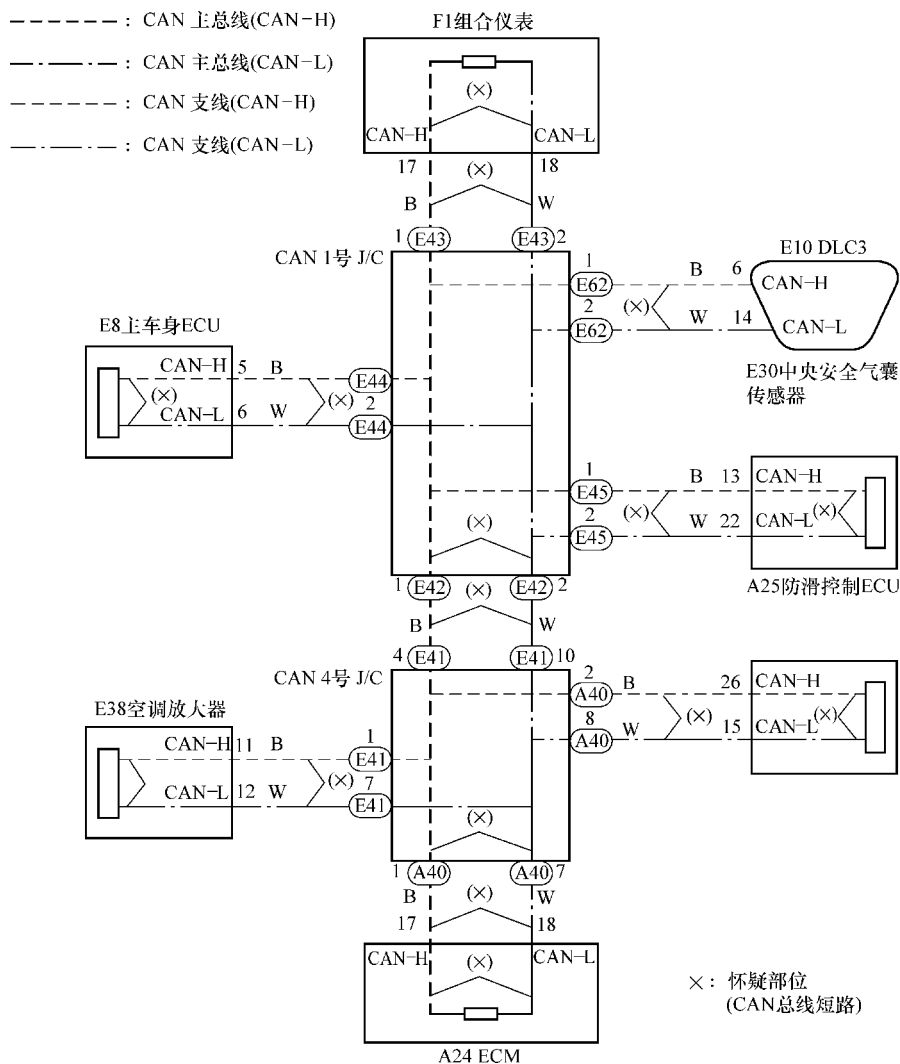 CAN 主总线(CAN-H)
CAN 主总线(CAN-L)
CAN 支线(CAN-H)
CAN 支线(CAN-L)
F1组合仪表
(×)
CAN-H
CAN-L
17
18
(×)
B
W
1
E43
E43
2
CAN 1号 J/C
E10 DLC3
1
E62
B
6
CAN-H
(×)
2
E62
W
14
CAN-L
E8主车身ECU
CAN-H
5
B
E44
(×)
(×)
CAN-L
6
W
2
E44
E30中央安全气囊
传感器
1
E45
B
13
CAN-H
(×)
(×)
2
E45
W
22
CAN-L
(×)
A25防滑控制ECU
1
E42
E42
2
(×)
B
W
4
E41
E41
10
CAN 4号 J/C
2
A40
B
26
CAN-H
(×)
(×)
8
A40
W
15
CAN-L
E38空调放大器
CAN-H
11
B
1
E41
(×)
CAN-L
12
W
7
E41
(×)
1
A40
A40
7
B
W
(×)
17
18
CAN-H
CAN-L
(×)
A24 ECM
×：怀疑部位
(CAN总线短路)